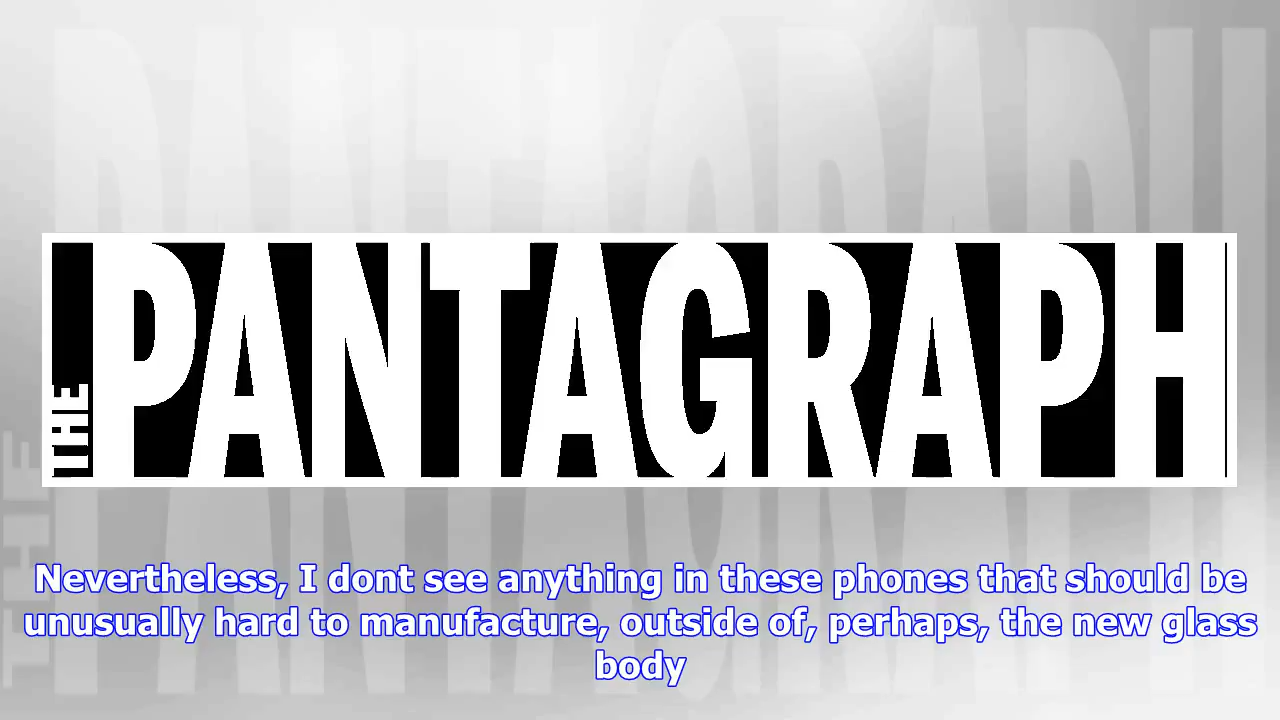 THE PANTAGRAPH
Nevertheless, I dont see anything in these phones that should be
unusually hard to manufacture, outside of, perhaps, the new glass
body